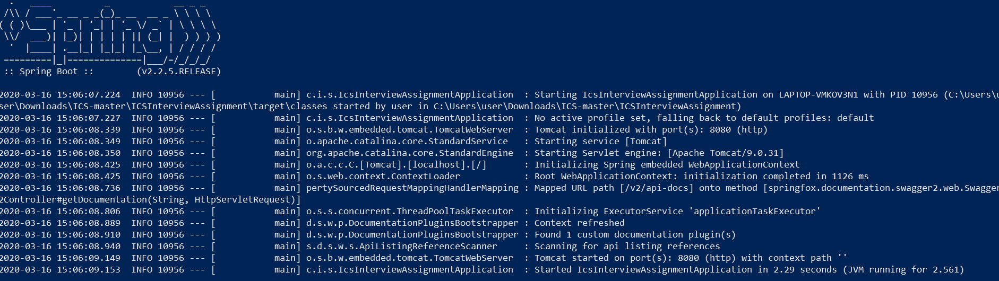 .   ____          _            __ _ _
 /\\ / ___'_ __ _ _(_)_ __  __ _ \ \ \ \
( ( )\___ | '_ | '_| | '_ \/ _` | \ \ \ \
 \\/  ___)| |_)| | | | | || (_| |  ) ) ) )
  '  |____| .__|_| |_|_| |_\__, | / / / /
 =========|_|==============|___/=/_/_/_/
 :: Spring Boot ::        (v2.2.5.RELEASE)
2020-03-16 15:06:07.224  INFO 10956 --- [           main] c.i.s.IcsInterviewAssignmentApplication  : Starting IcsInterviewAssignmentApplication on LAPTOP-VMKOV3N1 with PID 10956 (C:\Users\u
ser\Downloads\ICS-master\ICSInterviewAssignment\target\classes started by user in C:\Users\user\Downloads\ICS-master\ICSInterviewAssignment)
2020-03-16 15:06:07.227  INFO 10956 --- [           main] c.i.s.IcsInterviewAssignmentApplication  : No active profile set, falling back to default profiles: default
2020-03-16 15:06:08.339  INFO 10956 --- [           main] o.s.b.w.embedded.tomcat.TomcatWebServer  : Tomcat initialized with port(s): 8080 (http)
2020-03-16 15:06:08.349  INFO 10956 --- [           main] o.apache.catalina.core.StandardService   : Starting service [Tomcat]
2020-03-16 15:06:08.350  INFO 10956 --- [           main] org.apache.catalina.core.StandardEngine  : Starting Servlet engine: [Apache Tomcat/9.0.31]
2020-03-16 15:06:08.425  INFO 10956 --- [           main] o.a.c.c.C.[Tomcat].[localhost].[/]       : Initializing Spring embedded WebApplicationContext
2020-03-16 15:06:08.425  INFO 10956 --- [           main] o.s.web.context.ContextLoader            : Root WebApplicationContext: initialization completed in 1126 ms
2020-03-16 15:06:08.736  INFO 10956 --- [           main] pertySourcedRequestMappingHandlerMapping : Mapped URL path [/v2/api-docs] onto method [springfox.documentation.swagger2.web.Swagger
2Controller#getDocumentation(String, HttpServletRequest)]
2020-03-16 15:06:08.806  INFO 10956 --- [           main] o.s.s.concurrent.ThreadPoolTaskExecutor  : Initializing ExecutorService 'applicationTaskExecutor'
2020-03-16 15:06:08.889  INFO 10956 --- [           main] d.s.w.p.DocumentationPluginsBootstrapper : Context refreshed
2020-03-16 15:06:08.910  INFO 10956 --- [           main] d.s.w.p.DocumentationPluginsBootstrapper : Found 1 custom documentation plugin(s)
2020-03-16 15:06:08.940  INFO 10956 --- [           main] s.d.s.w.s.ApiListingReferenceScanner     : Scanning for api listing references
2020-03-16 15:06:09.149  INFO 10956 --- [           main] o.s.b.w.embedded.tomcat.TomcatWebServer  : Tomcat started on port(s): 8080 (http) with context path ''
2020-03-16 15:06:09.153  INFO 10956 --- [           main] c.i.s.IcsInterviewAssignmentApplication  : Started IcsInterviewAssignmentApplication in 2.29 seconds (JVM running for 2.561)